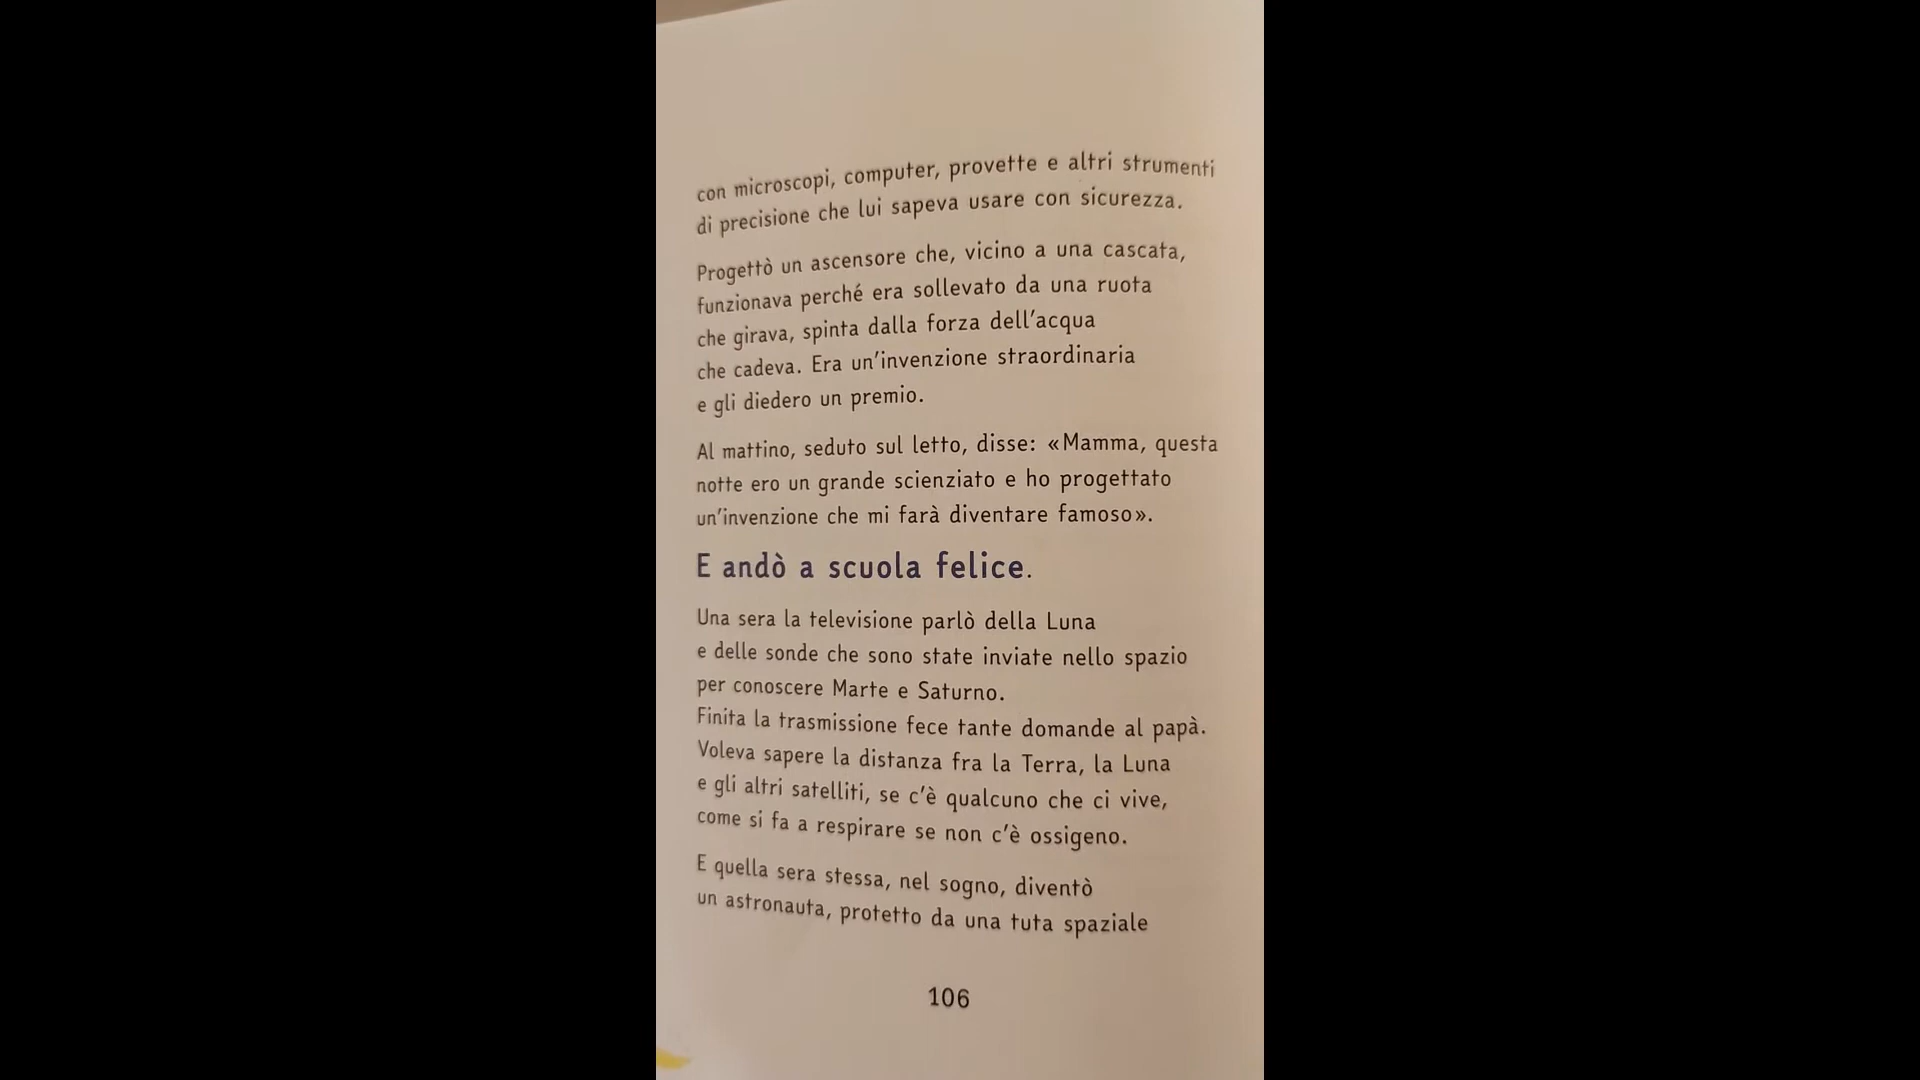 con microscopi, computer, provette e altri strumenti
di precisione che lui sapeva usare con sicurezza.
Progettò un ascensore che, vicino a una cascata,
funzionava perché era sollevato da una ruota
che girava, spinta dalla forza dell’acqua
che cadeva. Era un’invenzione straordinaria
e gli diedero un premio.
Al mattino, seduto sul letto, disse: «Mamma, questa
notte ero un grande scienziato e ho progettato
un’invenzione che mi farà diventare famoso».
E andò a scuola felice.
Una sera la televisione parlò della Luna
e delle sonde che sono state inviate nello spazio
per conoscere Marte e Saturno.
Finita la trasmissione fece tante domande al papà.
Voleva sapere la distanza fra la Terra, la Luna
e gli altri satelliti, se c’è qualcuno che ci vive,
come si fa a respirare se non c’è ossigeno.
E quella sera stessa, nel sogno, diventò
un astronauta, protetto da una tuta spaziale
106